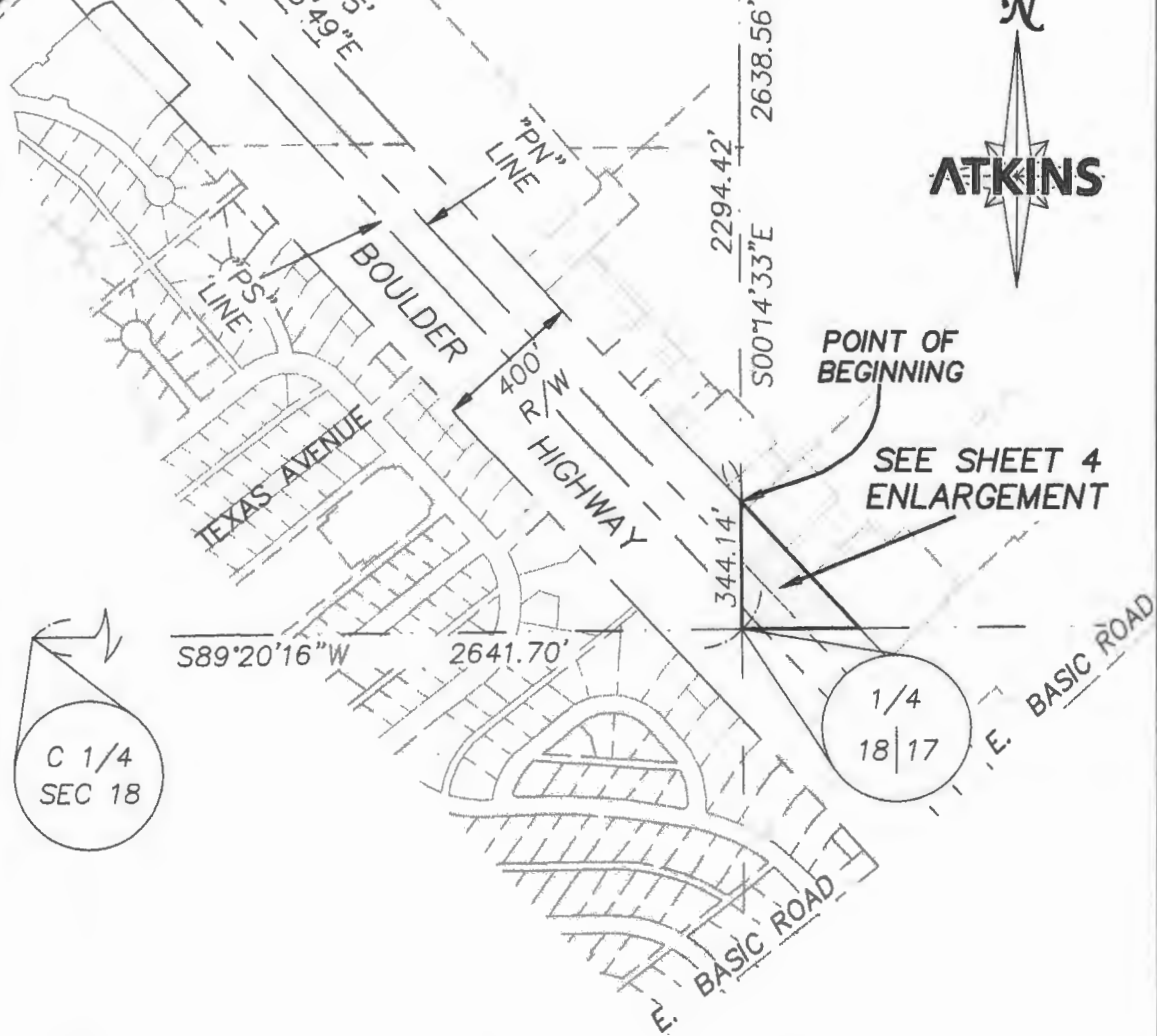 49"E
N
ATKINS
2638.56'
2294.42'
S00°14'33"E
"PN"
LINE
"PS"
LINE
BOULDER
HIGHWAY
400'
R/W
TEXAS AVENUE
POINT OF
BEGINNING
SEE SHEET 4
ENLARGEMENT
344.14'
S89°20'16"W
2641.70'
C 1/4
SEC 18
1/4
18|17
E. BASIC ROAD
E. BASIC ROAD